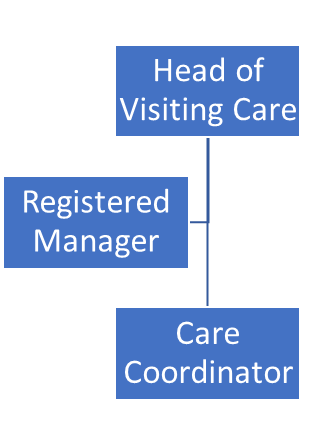 Head of
Visiting Care
Registered
Manager
Care
Coordinator